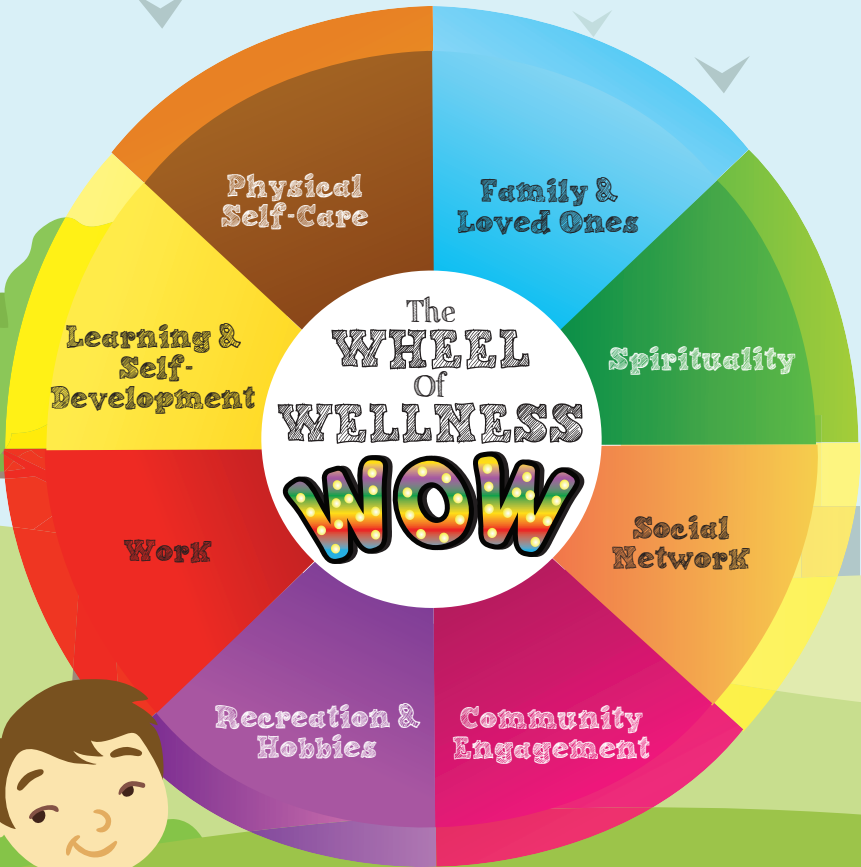 The
WHEEL
Of
WELLNESS
WOW
Family &
Loved Ones
Spirituality
Social
Network
Community
Engagement
Recreation &
Hobbies
Work
Learning &
Self-
Development
Physical
Self-Care